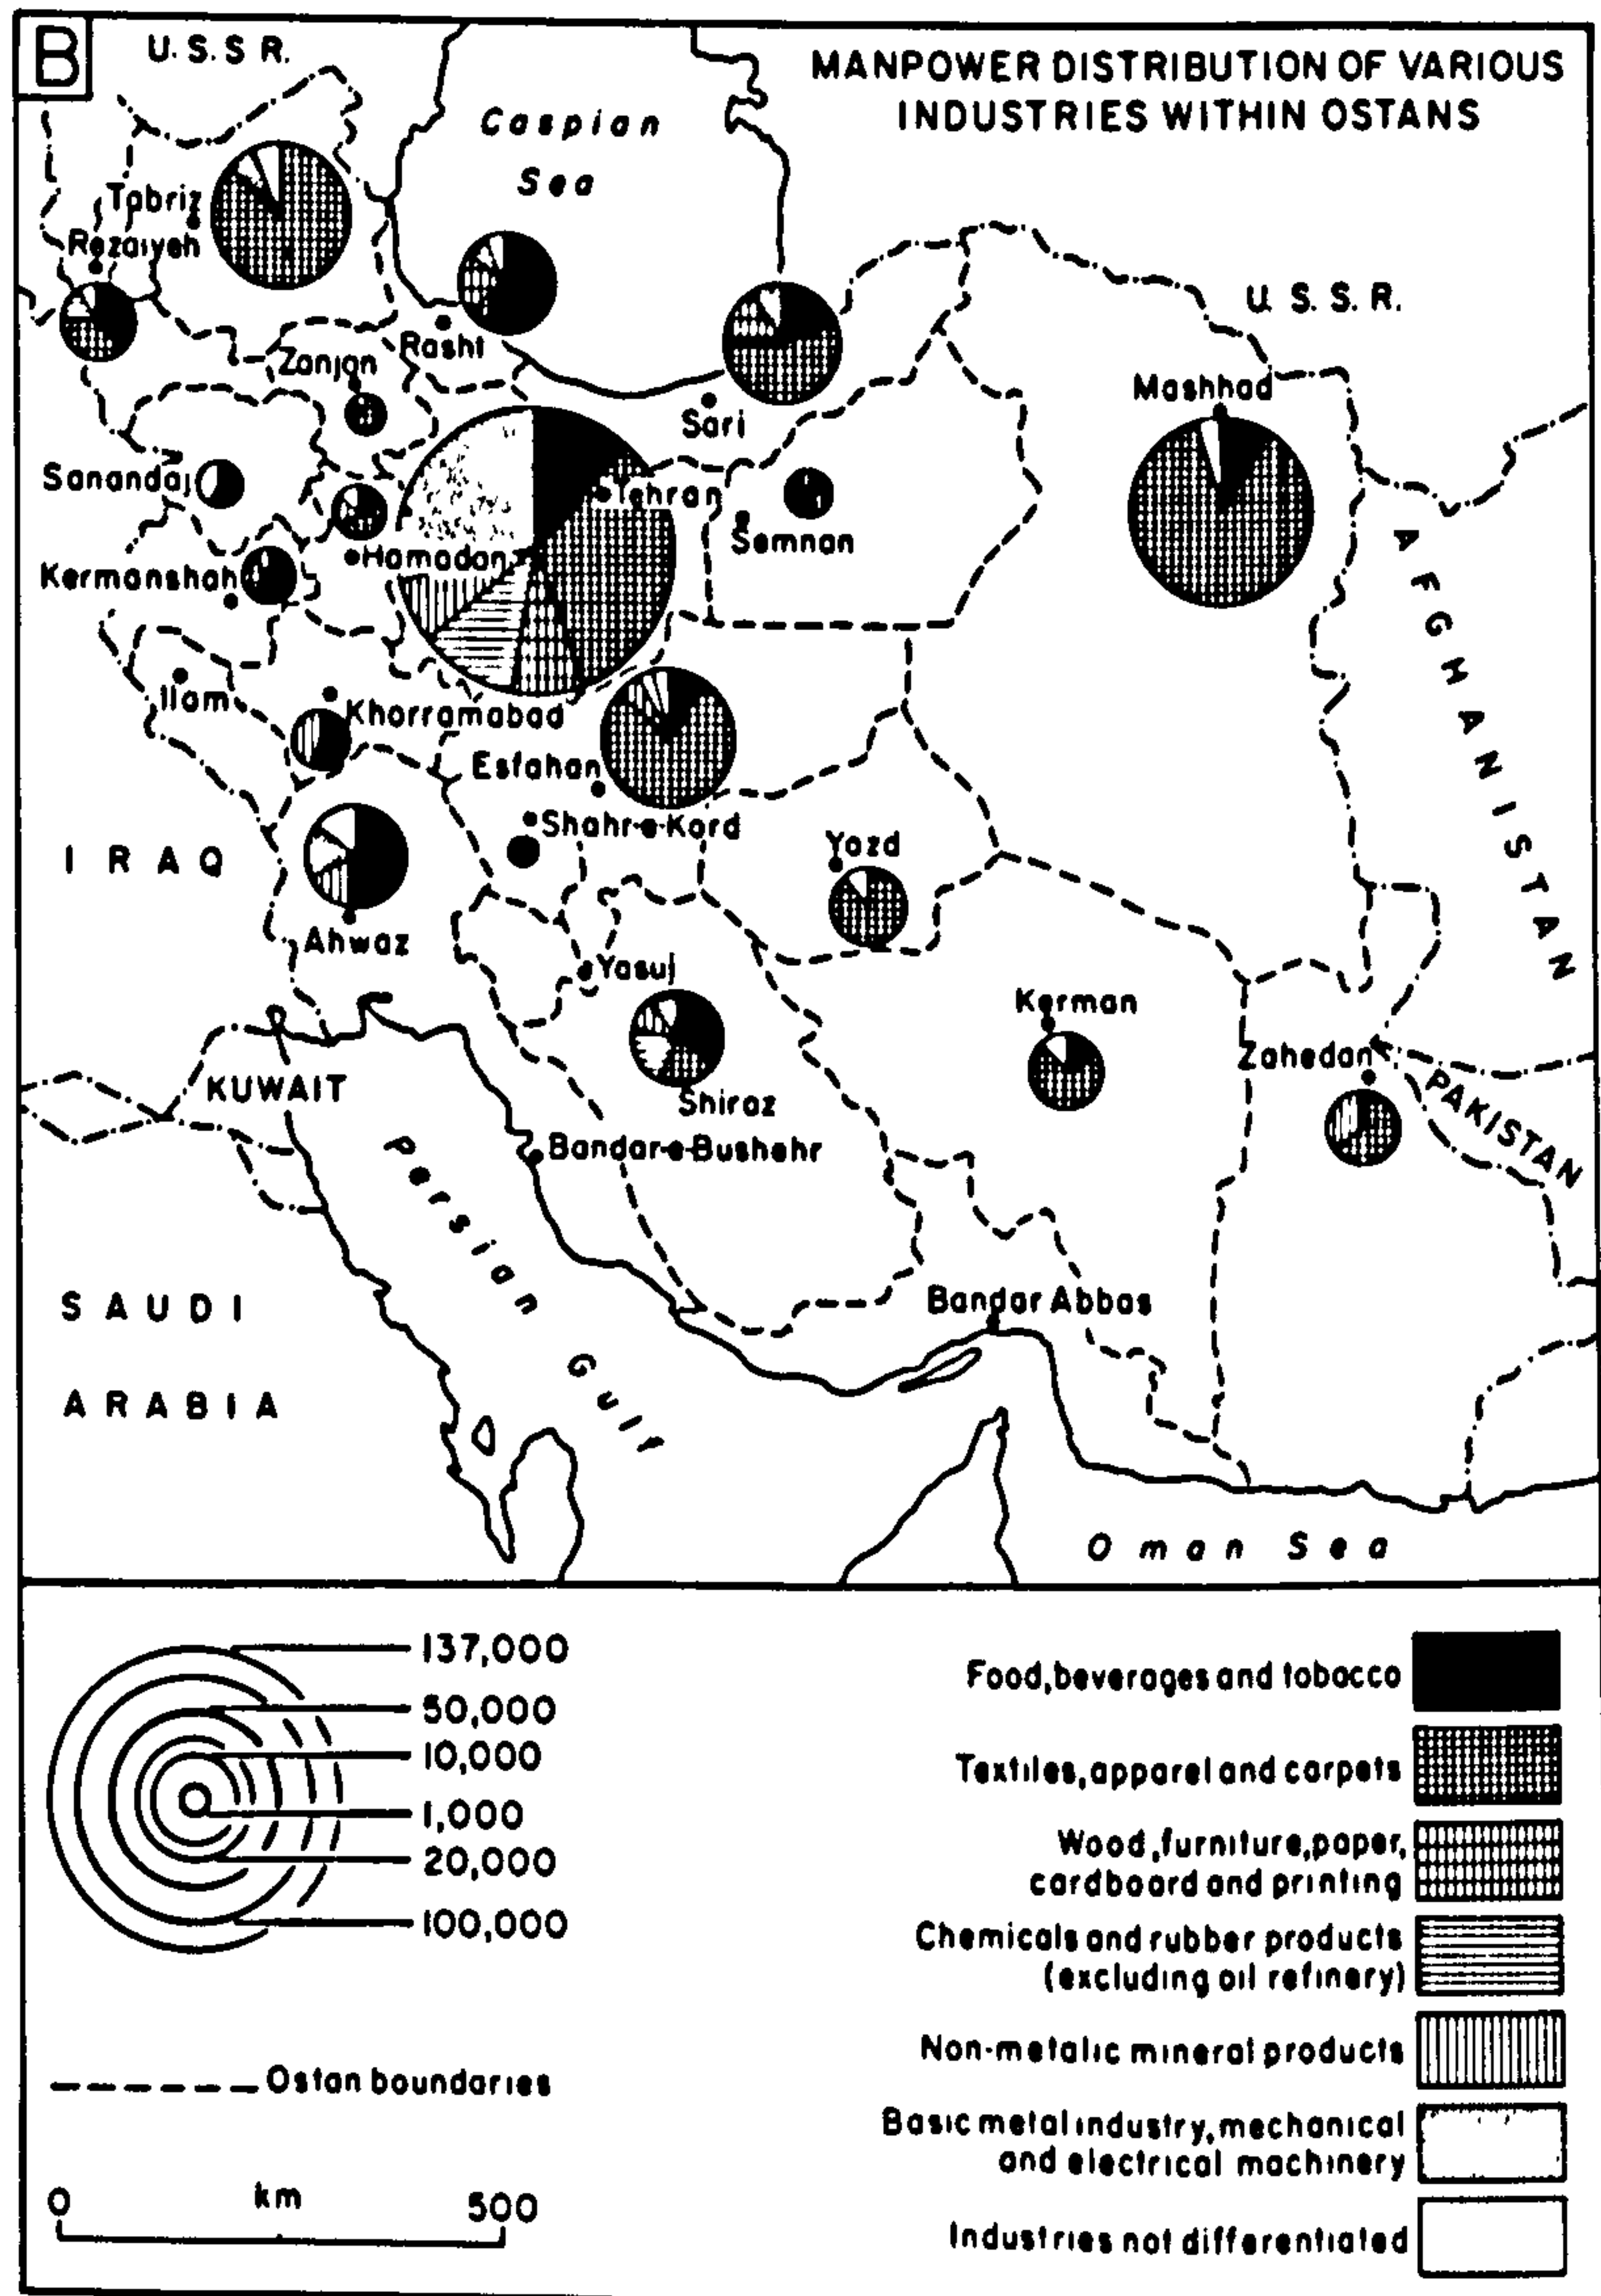 B
U.S.S.R.
MANPOWER DISTRIBUTION OF VARIOUS
INDUSTRIES WITHIN OSTANS
Caspian
Sea
Tabriz
Rezaiyeh
U.S.S.R.
Rasht
Zanjan
Mashhad
Sari
Sanandaj
Tehran
Semnan
Hamadan
Kermanshah
AFGHANISTAN
Ilam
Khorramabad
Esfahan
Shahr-e-Kord
Yazd
IRAQ
Ahwaz
Yasuj
Kerman
Zahedan
KUWAIT
Shiraz
PAKISTAN
Bandar-e-Bushehr
Persian Gulf
SAUDI
ARABIA
Bandar Abbas
Oman Sea
137,000
50,000
10,000
1,000
20,000
100,000
Ostan boundaries
0 km 500
Food,beverages and tobacco
Textiles,apparel and carpets
Wood,furniture,paper,
cardboard and printing
Chemicals and rubber products
(excluding oil refinery)
Non-metalic mineral products
Basic metal industry,mechanical
and electrical machinery
Industries not differentiated